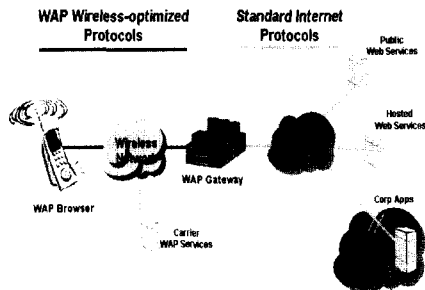 WAP Wireless-optimized
Protocols
Standard Internet
Protocols
Public
Web Services
Wireless
Network
Hosted
Web Services
WAP Gateway
WAP Browser
Carrier
WAP Services
Corp Apps